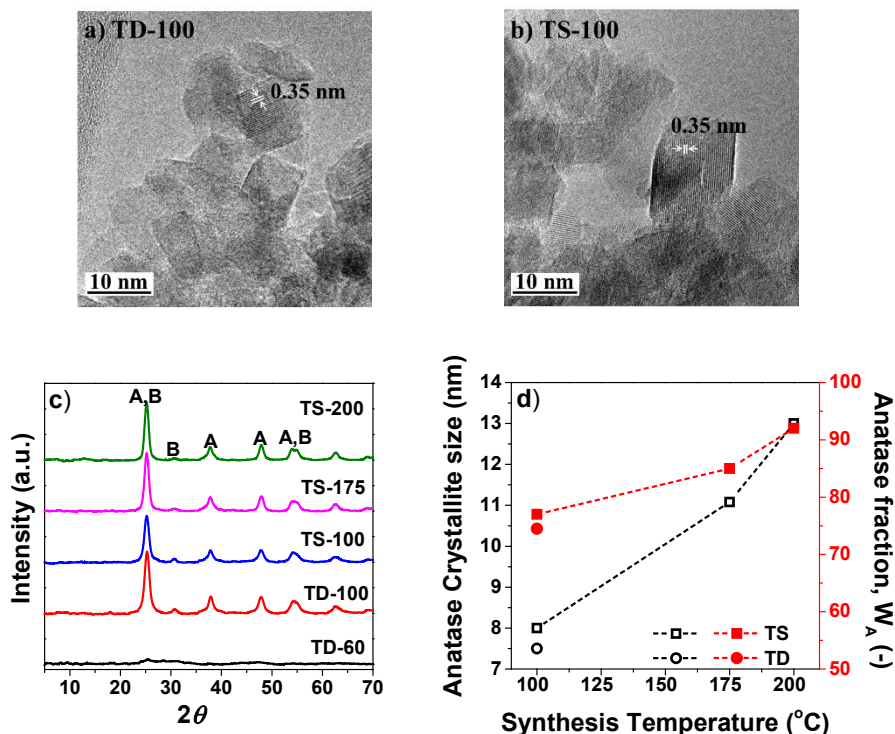 a) TD-100
0.35 nm
10 nm
b) TS-100
0.35 nm
10 nm
c)
A,B
B
A
A
A,B
TS-200
TS-175
TS-100
TD-100
TD-60
Intensity (a.u.)
10 20 30 40 50 60 70
2θ
d)
Anatase Crystallite size (nm)
14
13
12
11
10
9
8
7
100
90
80
70
60
50
Anatase fraction, W_A (-)
TS
TD
100 125 150 175 200
Synthesis Temperature (°C)